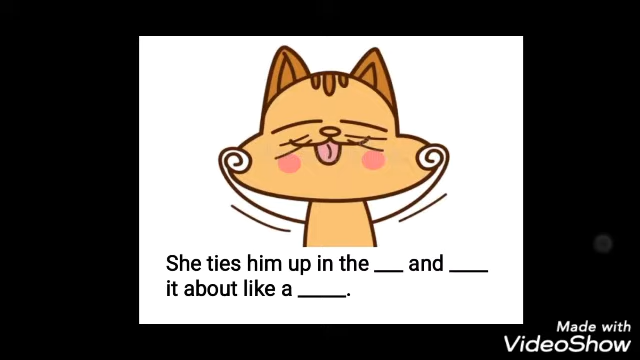 She ties him up in the ___ and ____
it about like a _____.
Made with
VideoShow